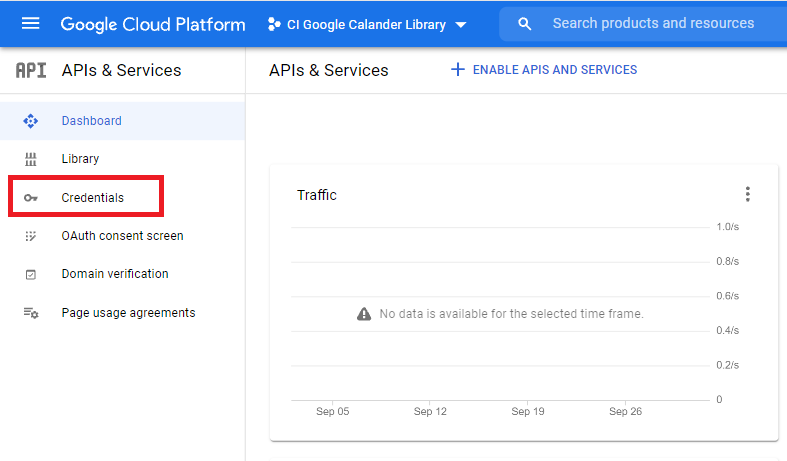 Google Cloud Platform
CI Google Calander Library
Search products and resources
API
APIs & Services
APIs & Services
ENABLE APIS AND SERVICES
Dashboard
Library
Credentials
OAuth consent screen
Domain verification
Page usage agreements
Traffic
1.0/s
0.8/s
0.6/s
No data is available for the selected time frame.
0.4/s
0.2/s
0
Sep 05 Sep 12 Sep 19 Sep 26